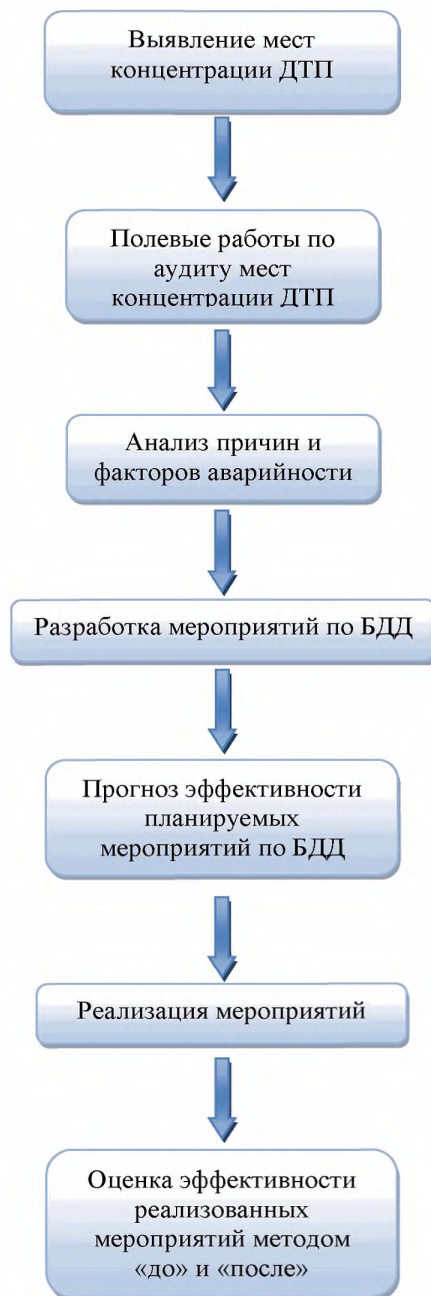 Выявление мест
концентрации ДТП
Полевые работы по
аудиту мест
концентрации ДТП
Анализ причин и
факторов аварийности
Разработка мероприятий по БДД
Прогноз эффективности
планируемых
мероприятий по БДД
Реализация мероприятий
Оценка эффективности
реализованных
мероприятий методом
«до» и «после»